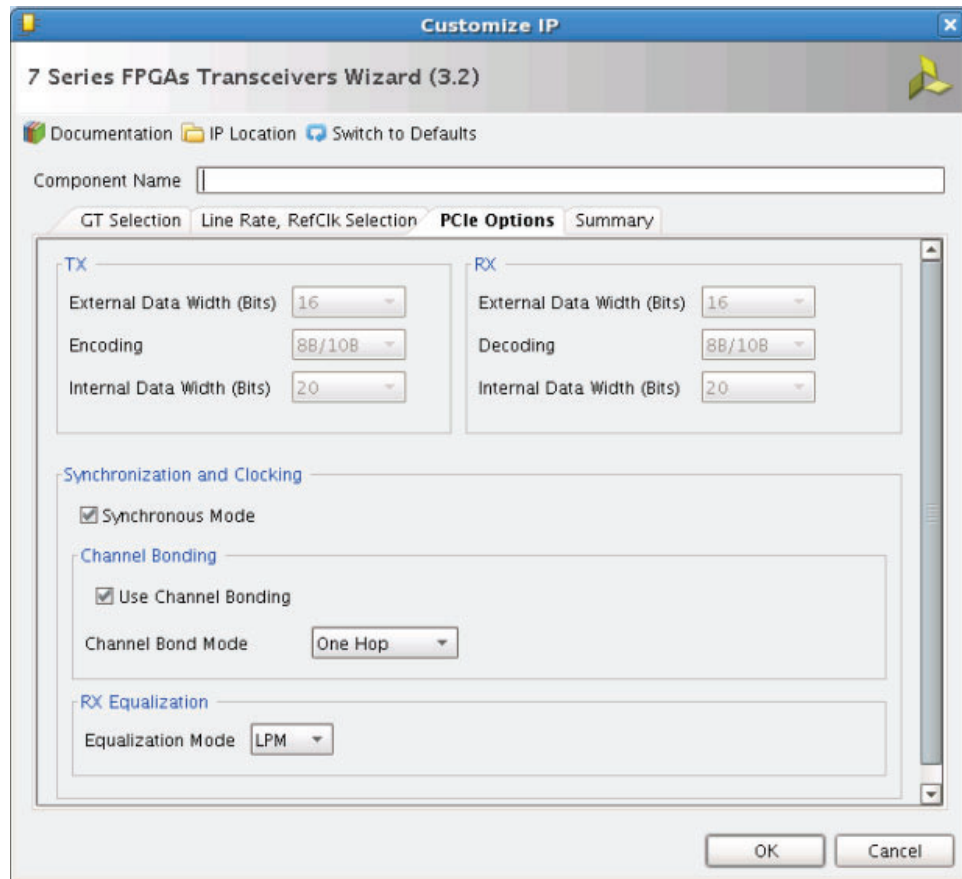 Customize IP
7 Series FPGAs Transceivers Wizard (3.2)
Documentation IP Location Switch to Defaults
Component Name
GT Selection Line Rate, RefClk Selection PCIe Options Summary
TX RX
External Data Width (Bits) 16 External Data Width (Bits) 16
Encoding 8B/10B Decoding 8B/10B
Internal Data Width (Bits) 20 Internal Data Width (Bits) 20
Synchronization and Clocking
Synchronous Mode
Channel Bonding
Use Channel Bonding
Channel Bond Mode One Hop
RX Equalization
Equalization Mode LPM
OK Cancel